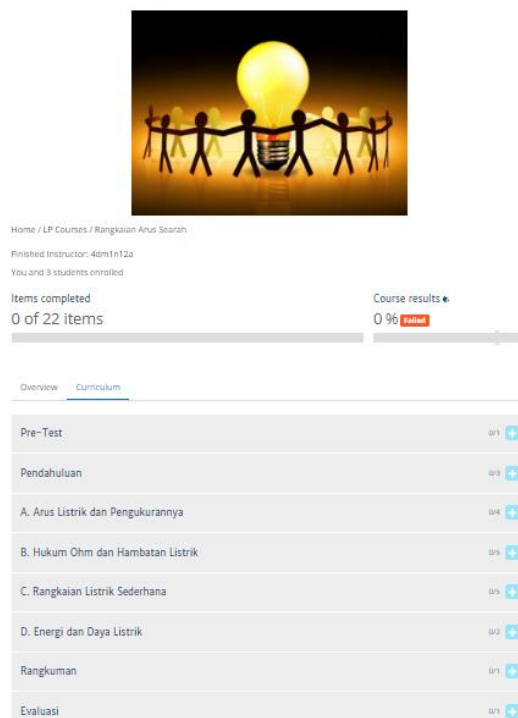 Home / LP Courses / Rangkaian Arus Searah
Finished Instructor: 4dm1n12a
You and 3 students enrolled
Items completed
0 of 22 items
Course results
0 % Failed
Overview Curriculum
Pre-Test 0/1
Pendahuluan 0/3
A. Arus Listrik dan Pengukurannya 0/4
B. Hukum Ohm dan Hambatan Listrik 0/5
C. Rangkaian Listrik Sederhana 0/5
D. Energi dan Daya Listrik 0/2
Rangkuman 0/1
Evaluasi 0/1